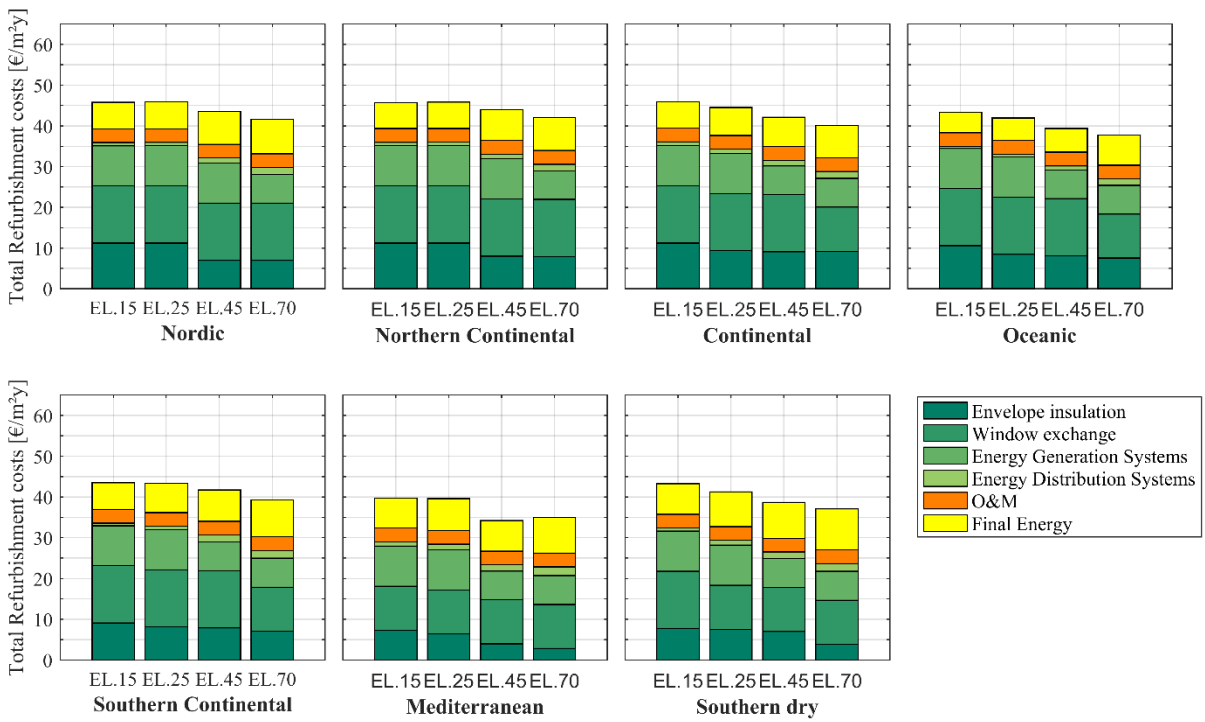 Total Refurbishment costs [€/m²y]
60
50
40
30
20
10
0
EL.15 EL.25 EL.45 EL.70
Nordic
EL.15 EL.25 EL.45 EL.70
Northern Continental
EL.15 EL.25 EL.45 EL.70
Continental
EL.15 EL.25 EL.45 EL.70
Oceanic
Total Refurbishment costs [€/m²y]
60
50
40
30
20
10
0
EL.15 EL.25 EL.45 EL.70
Southern Continental
EL.15 EL.25 EL.45 EL.70
Mediterranean
EL.15 EL.25 EL.45 EL.70
Southern dry
Envelope insulation
Window exchange
Energy Generation Systems
Energy Distribution Systems
O&M
Final Energy